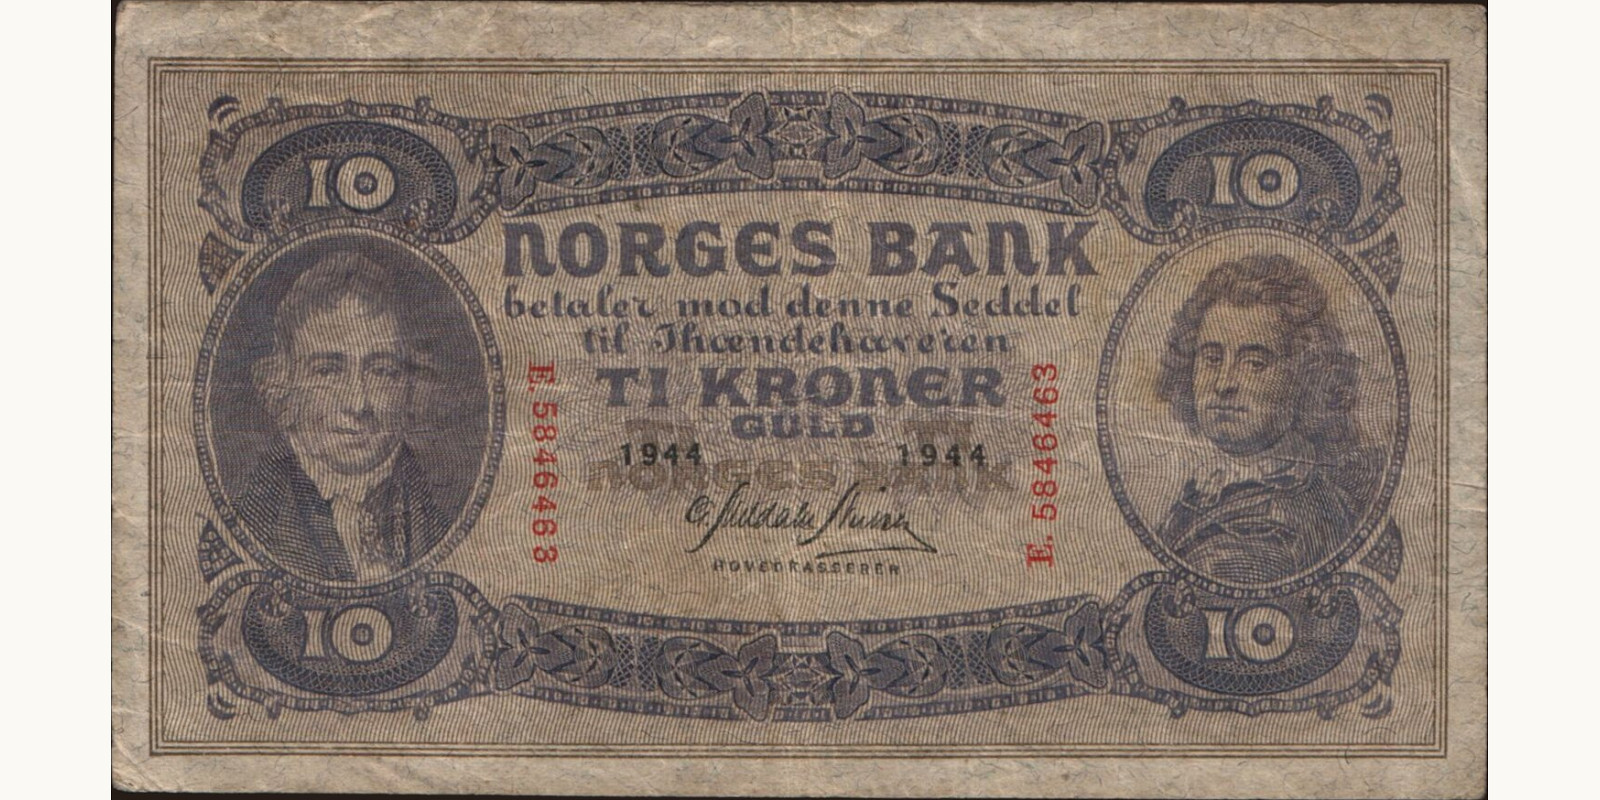 10
10
NORGES BANK
betaler mod denne Seddel
til Ihændehaveren
TI KRONER
GULD
E. 5846463
E. 5846463
1944 1944
NORGES BANK
HOVEDKASSERER
10
10